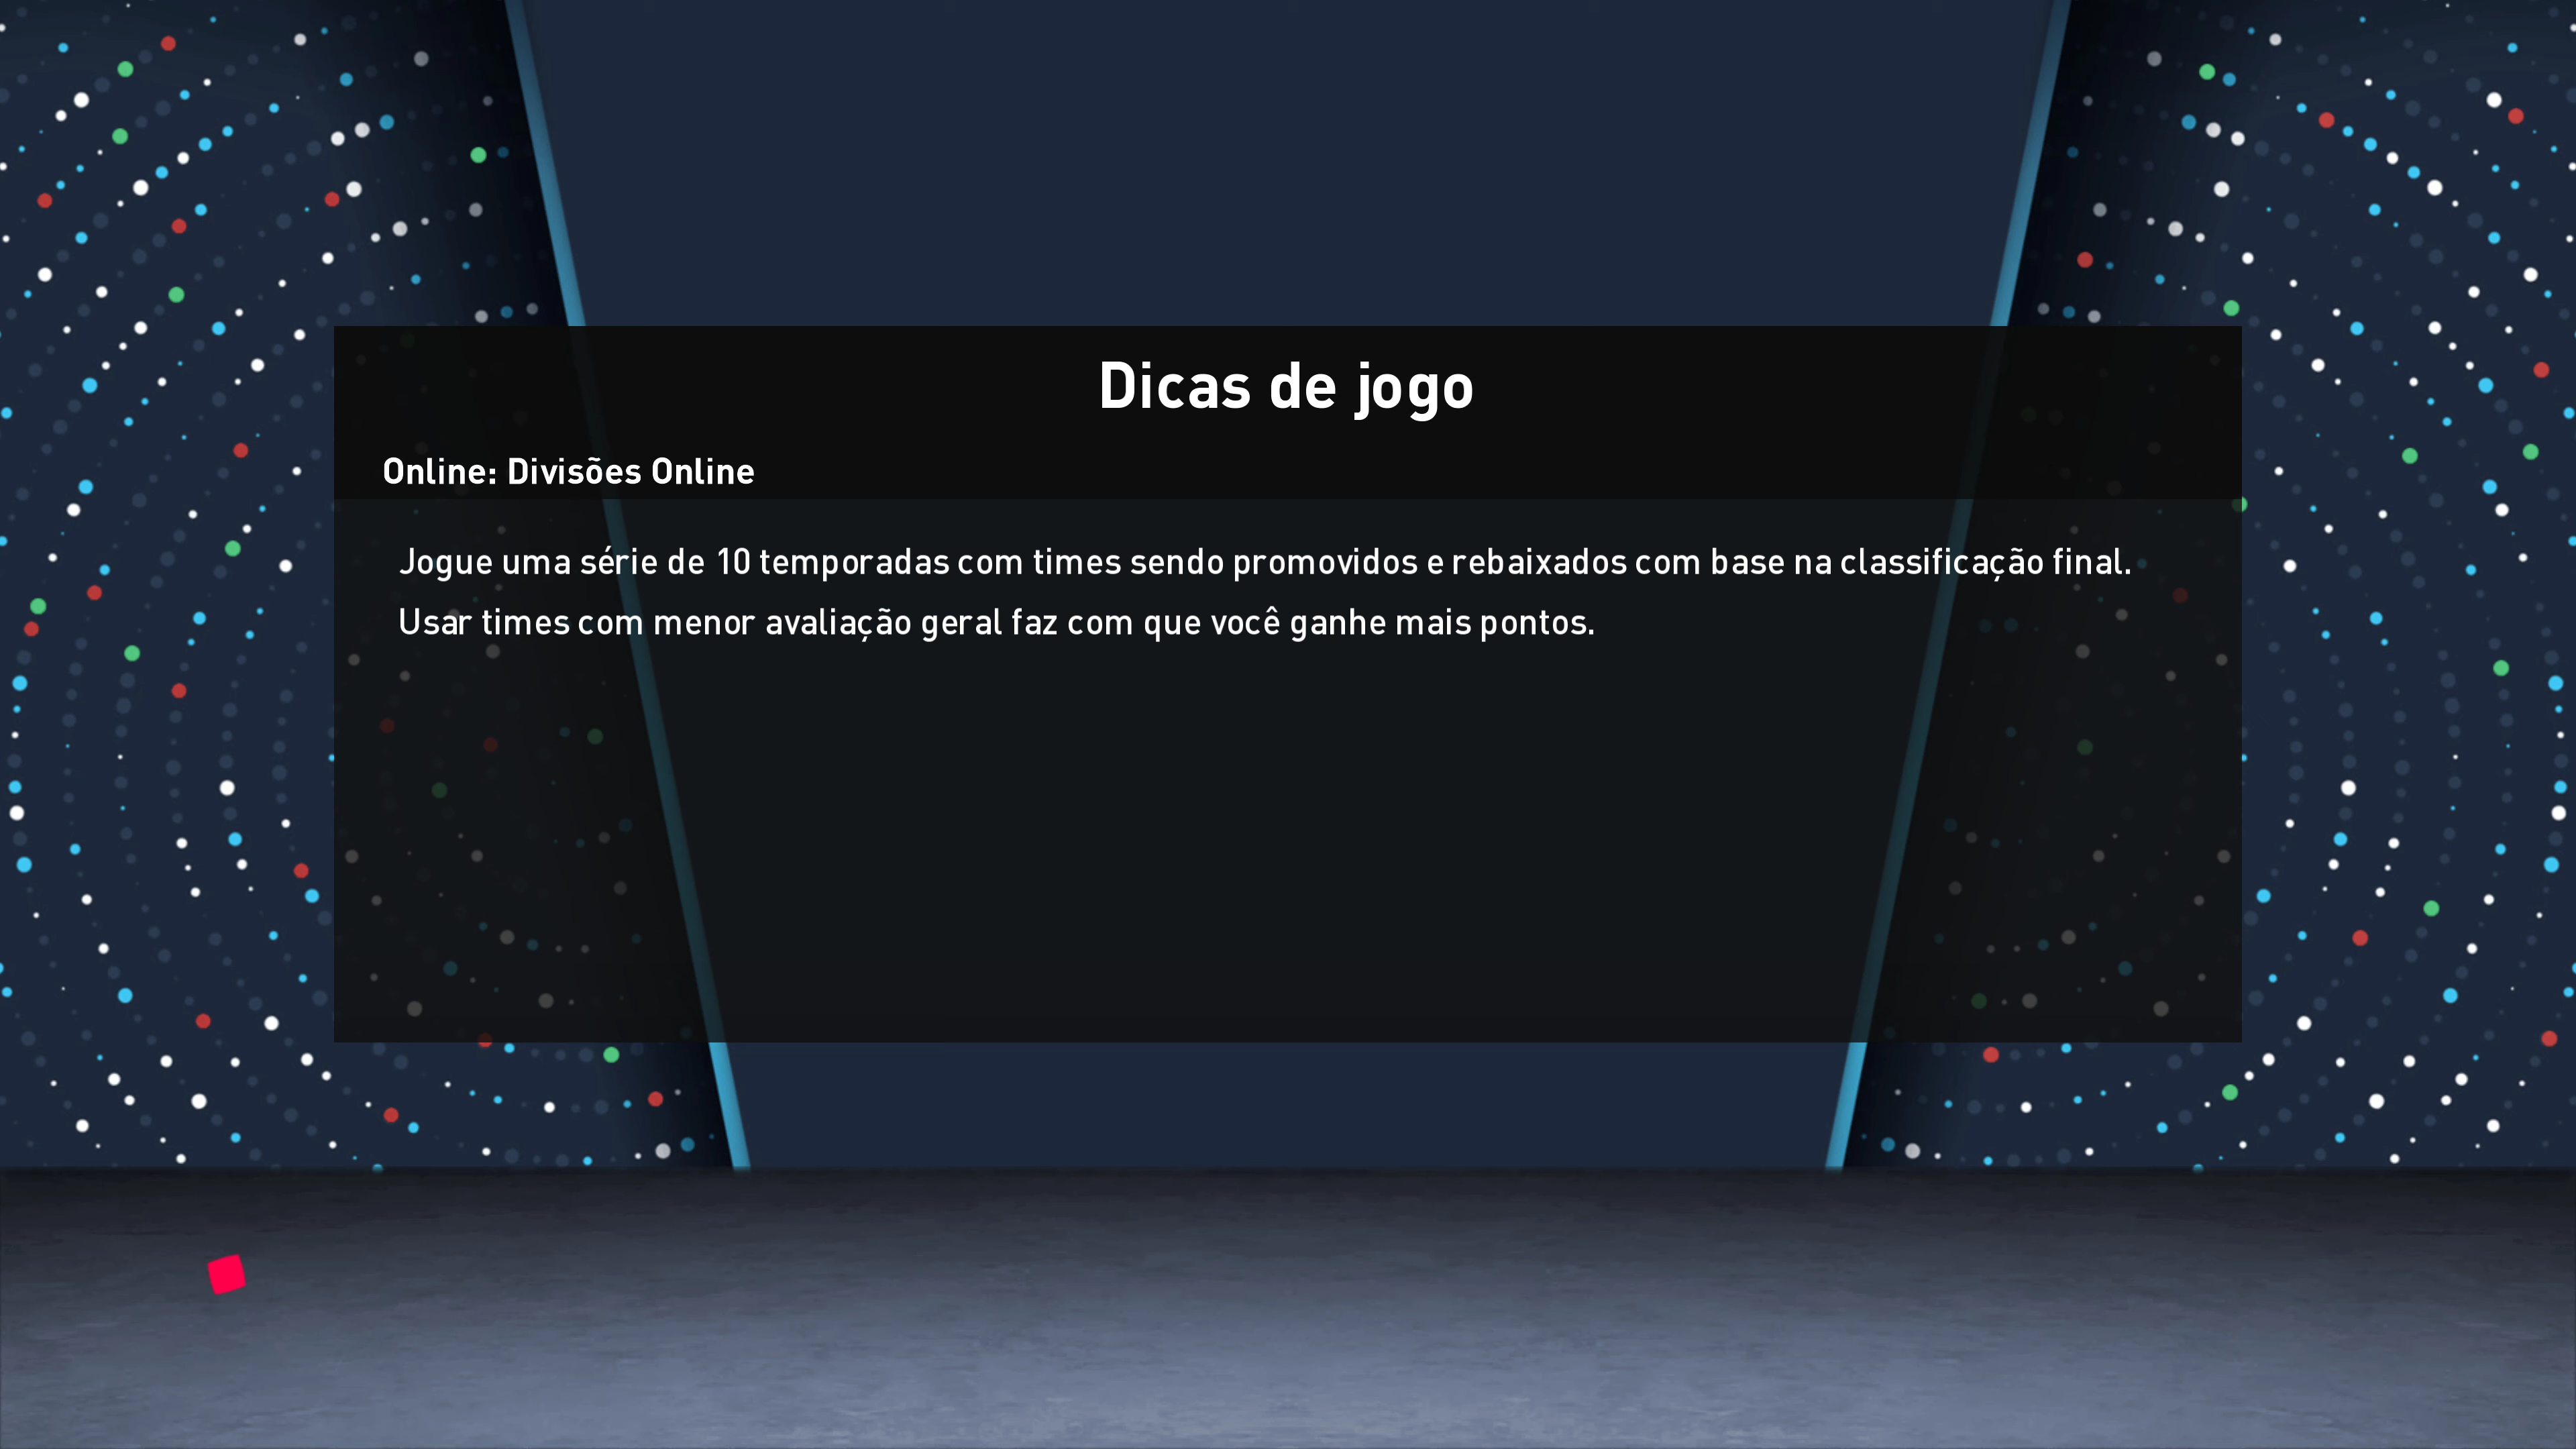 Dicas de jogo
Online: Divisões Online
Jogue uma série de 10 temporadas com times sendo promovidos e rebaixados com base na classificação final.
Usar times com menor avaliação geral faz com que você ganhe mais pontos.